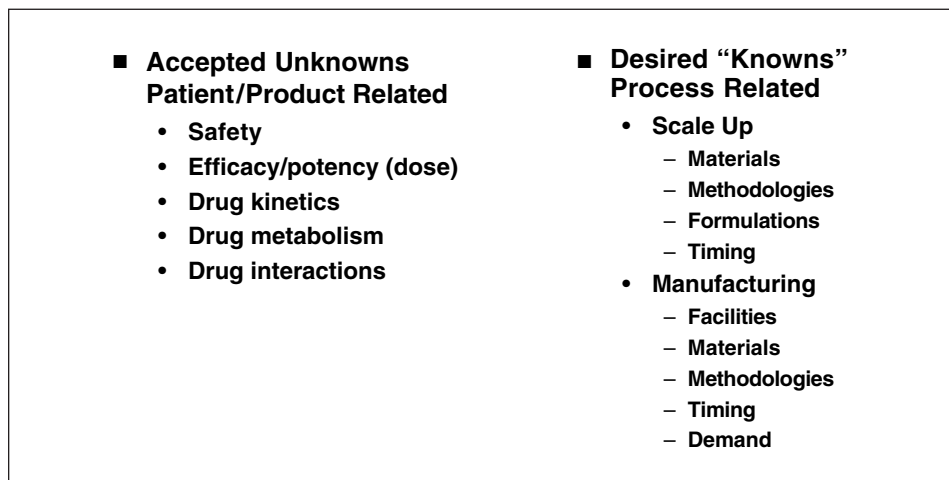 ■ Accepted Unknowns
Patient/Product Related
• Safety
• Efficacy/potency (dose)
• Drug kinetics
• Drug metabolism
• Drug interactions
■ Desired “Knowns”
Process Related
• Scale Up
– Materials
– Methodologies
– Formulations
– Timing
• Manufacturing
– Facilities
– Materials
– Methodologies
– Timing
– Demand